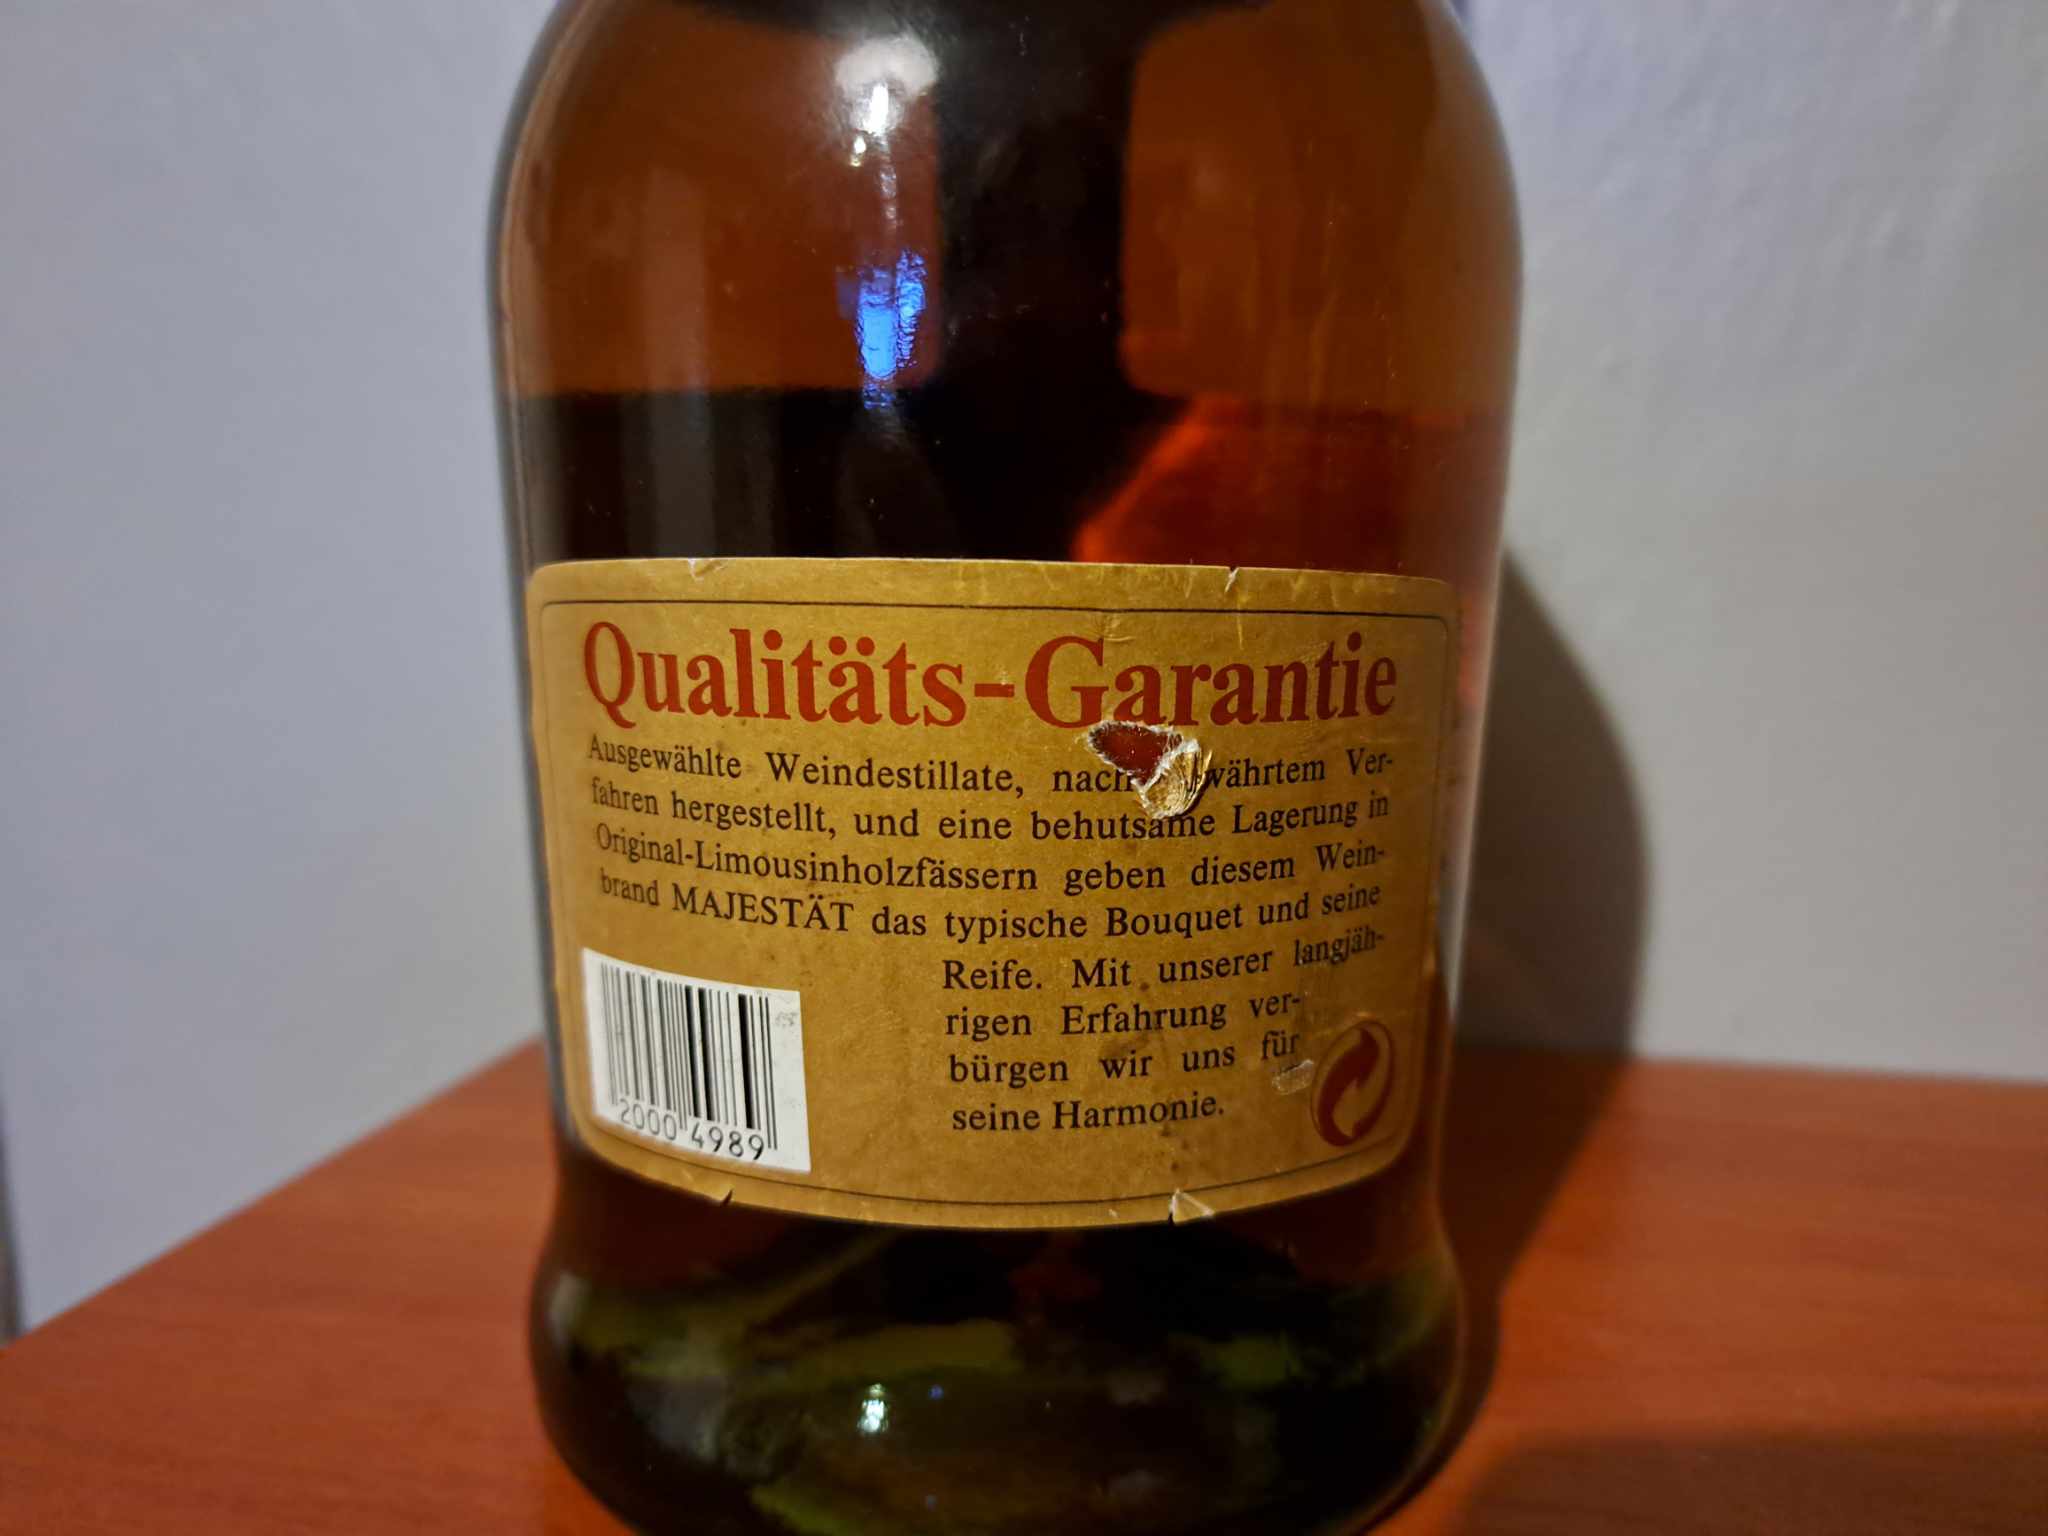 Qualitäts-Garantie
Ausgewählte Weindestillate, nach währtem Ver-
fahren hergestellt, und eine behutsame Lagerung in
Original-Limousinholzfässern geben diesem Wein-
brand MAJESTÄT das typische Bouquet und seine
Reife. Mit unserer langjäh-
rigen Erfahrung ver-
bürgen wir uns für
seine Harmonie.
2000 4989